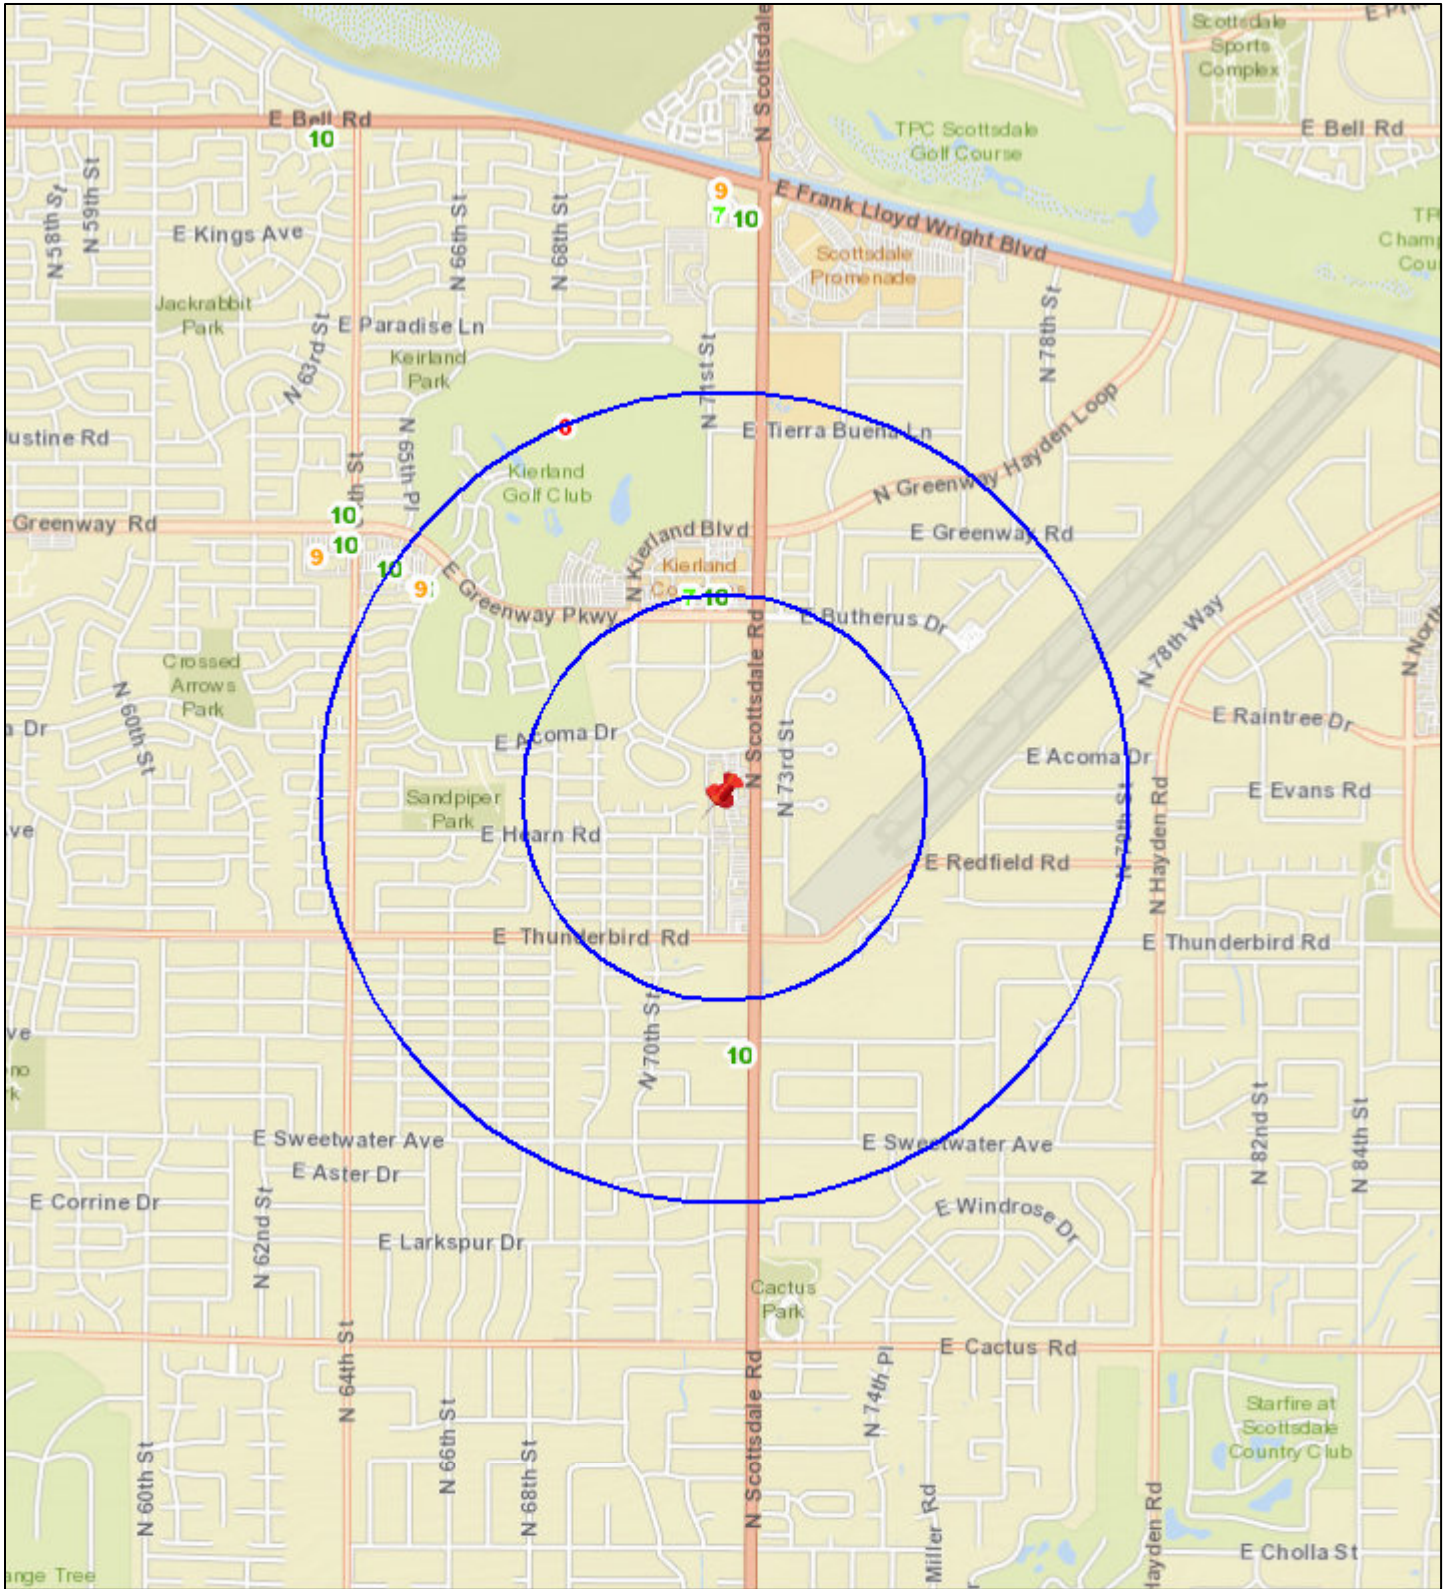 N Scottsdale
Scottsdale
Sports
Complex
E Bell Rd
10
TPC Scottsdale
Golf Course
E Bell Rd
N 58th St
N 59th St
N 66th St
N 68th St
9
7
10
E Frank Lloyd Wright Blvd
E Kings Ave
Scottsdale
Promenade
Jackrabbit
Park
E Paradise Ln
N 63rd St
Keirland
Park
N 71st St
N 78th St
N 65th Pl
E Tierra Buena Ln
Kierland
Golf Club
N Greenway Hayden Loop
10
Greenway Rd
10
9
10
9
N Kierland Blvd
E Greenway Rd
Kierland
7
10
E Greenway Pkwy
E Butherus Dr
N 78th Way
Crossed
Arrows
Park
N 60th St
N Scottsdale Rd
E Raintree Dr
E Acoma Dr
E Acoma Dr
N 73rd St
Sandpiper
Park
E Hearn Rd
E Evans Rd
N 79th St
N Hayden Rd
E Redfield Rd
E Thunderbird Rd
E Thunderbird Rd
N 70th St
10
E Sweetwater Ave
E Sweetwater Ave
E Aster Dr
N 82nd St
N 84th St
E Corrine Dr
N 62nd St
E Windrose Dr
E Larkspur Dr
Cactus
Park
N 64th St
E Cactus Rd
N Scottsdale Rd
N 74th Pl
N 66th St
N 60th St
N 68th St
Starfire at
Scottsdale
Country Club
Miller Rd
Hayden Rd
E Cholla St
ange Tree